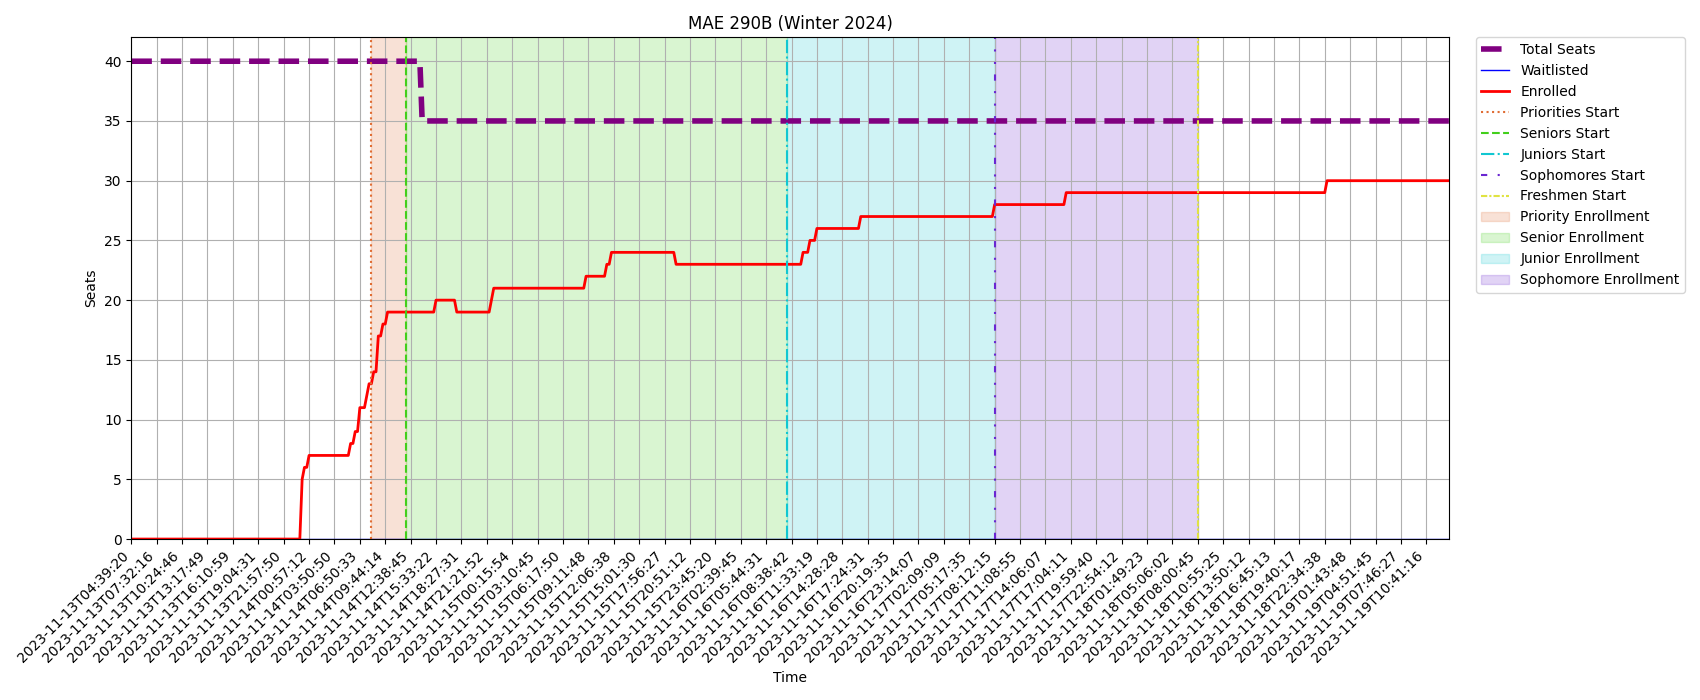 MAE 290B (Winter 2024)
Seats
40
35
30
25
20
15
10
5
0
2023-11-13T04:39:20
2023-11-13T07:32:16
2023-11-13T10:24:46
2023-11-13T13:17:49
2023-11-13T16:10:59
2023-11-13T19:04:31
2023-11-13T21:57:50
2023-11-14T00:57:12
2023-11-14T03:50:50
2023-11-14T06:50:33
2023-11-14T09:44:14
2023-11-14T12:38:45
2023-11-14T15:33:22
2023-11-14T18:27:31
2023-11-14T21:21:52
2023-11-15T00:15:54
2023-11-15T03:10:45
2023-11-15T06:17:50
2023-11-15T09:11:48
2023-11-15T12:06:38
2023-11-15T15:01:30
2023-11-15T17:56:27
2023-11-15T20:51:12
2023-11-15T23:45:20
2023-11-16T02:39:45
2023-11-16T05:44:31
2023-11-16T08:38:42
2023-11-16T11:33:19
2023-11-16T14:28:28
2023-11-16T17:24:31
2023-11-16T20:19:35
2023-11-16T23:14:07
2023-11-17T02:09:09
2023-11-17T05:17:35
2023-11-17T08:12:15
2023-11-17T11:08:55
2023-11-17T14:06:07
2023-11-17T17:04:11
2023-11-17T19:59:40
2023-11-17T22:54:12
2023-11-18T01:49:23
2023-11-18T05:06:02
2023-11-18T08:00:45
2023-11-18T10:55:25
2023-11-18T13:50:12
2023-11-18T16:45:13
2023-11-18T19:40:17
2023-11-18T22:34:38
2023-11-19T01:43:48
2023-11-19T04:51:45
2023-11-19T07:46:27
2023-11-19T10:41:16
Time
Total Seats
Waitlisted
Enrolled
Priorities Start
Seniors Start
Juniors Start
Sophomores Start
Freshmen Start
Priority Enrollment
Senior Enrollment
Junior Enrollment
Sophomore Enrollment